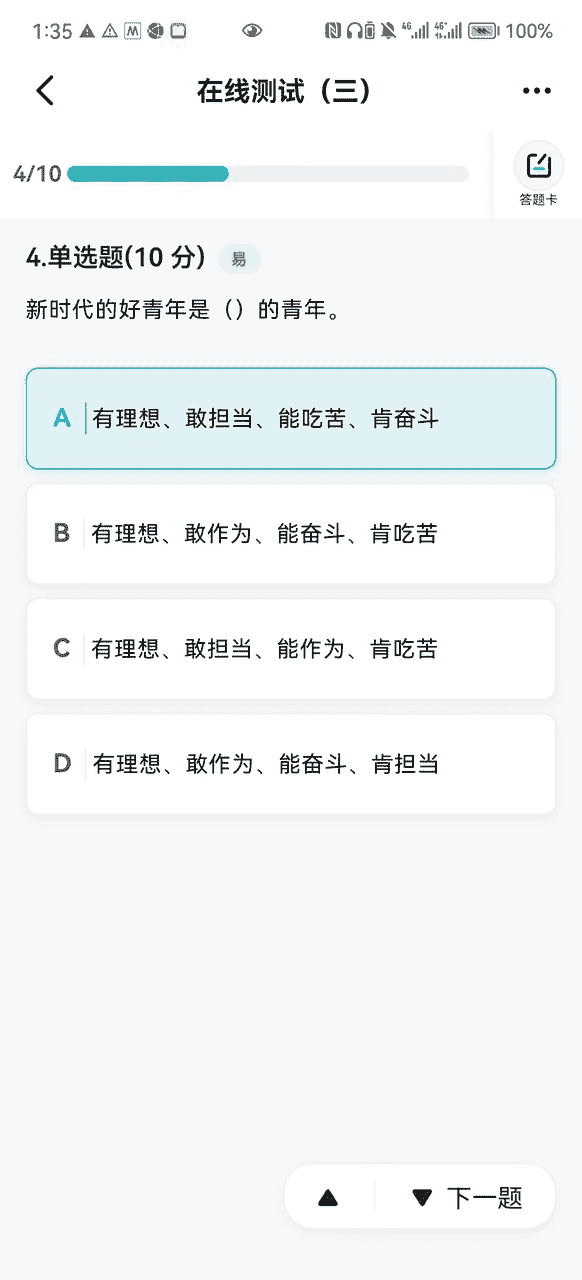 1:35
100%
在线测试（三）
4/10
答题卡
4.单选题(10 分) 易
新时代的好青年是（）的青年。
A 有理想、敢担当、能吃苦、肯奋斗
B 有理想、敢作为、能奋斗、肯吃苦
C 有理想、敢担当、能作为、肯吃苦
D 有理想、敢作为、能奋斗、肯担当
下一题